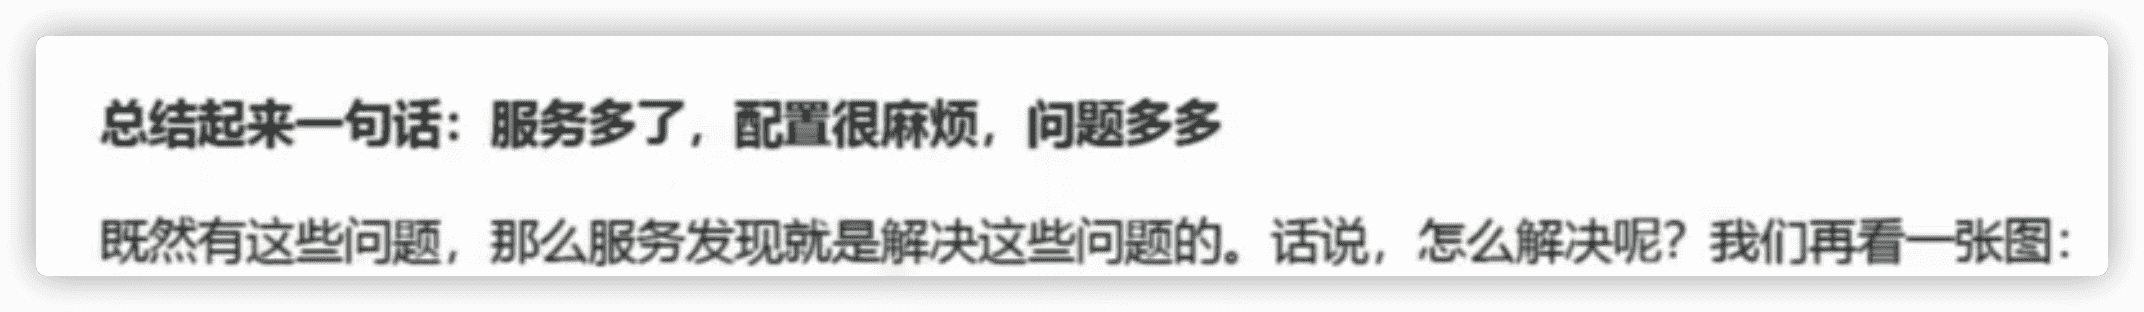 总结起来一句话：服务多了，配置很麻烦，问题多多
既然有这些问题，那么服务发现就是解决这些问题的。话说，怎么解决呢？我们再看一张图：